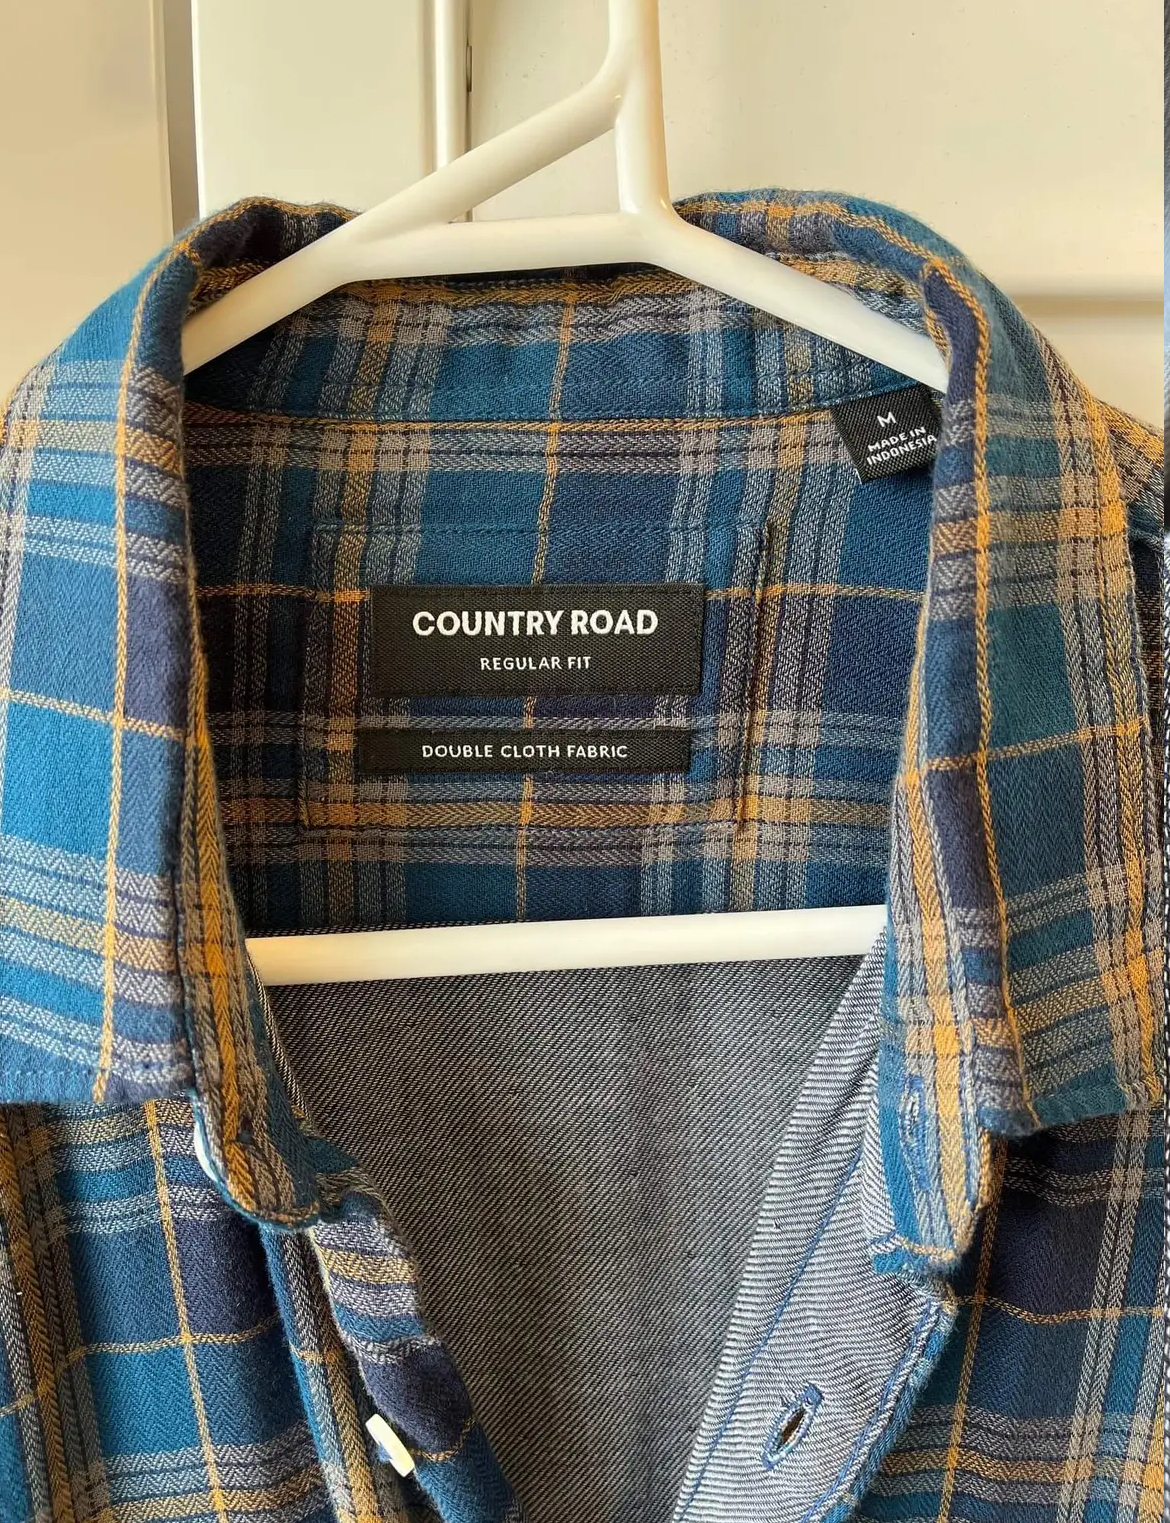 M
MADE IN
INDONESIA
COUNTRY ROAD
REGULAR FIT
DOUBLE CLOTH FABRIC